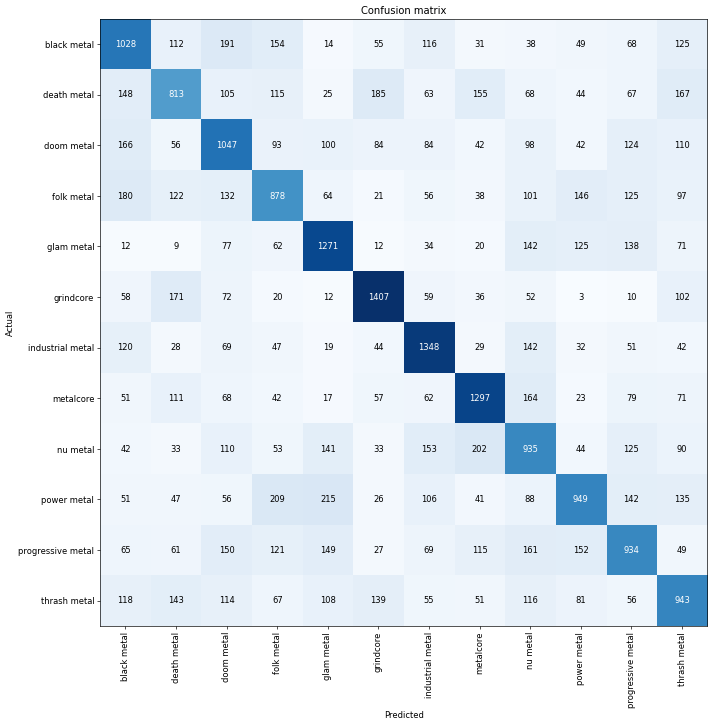 Confusion matrix
black metal 1028 112 191 154 14 55 116 31 38 49 68 125
death metal 148 813 105 115 25 185 63 155 68 44 67 167
doom metal 166 56 1047 93 100 84 84 42 98 42 124 110
folk metal 180 122 132 878 64 21 56 38 101 146 125 97
glam metal 12 9 77 62 1271 12 34 20 142 125 138 71
grindcore 58 171 72 20 12 1407 59 36 52 3 10 102
industrial metal 120 28 69 47 19 44 1348 29 142 32 51 42
metalcore 51 111 68 42 17 57 62 1297 164 23 79 71
nu metal 42 33 110 53 141 33 153 202 935 44 125 90
power metal 51 47 56 209 215 26 106 41 88 949 142 135
progressive metal 65 61 150 121 149 27 69 115 161 152 934 49
thrash metal 118 143 114 67 108 139 55 51 116 81 56 943
Actual
black metal
death metal
doom metal
folk metal
glam metal
grindcore
industrial metal
metalcore
nu metal
power metal
progressive metal
thrash metal
Predicted